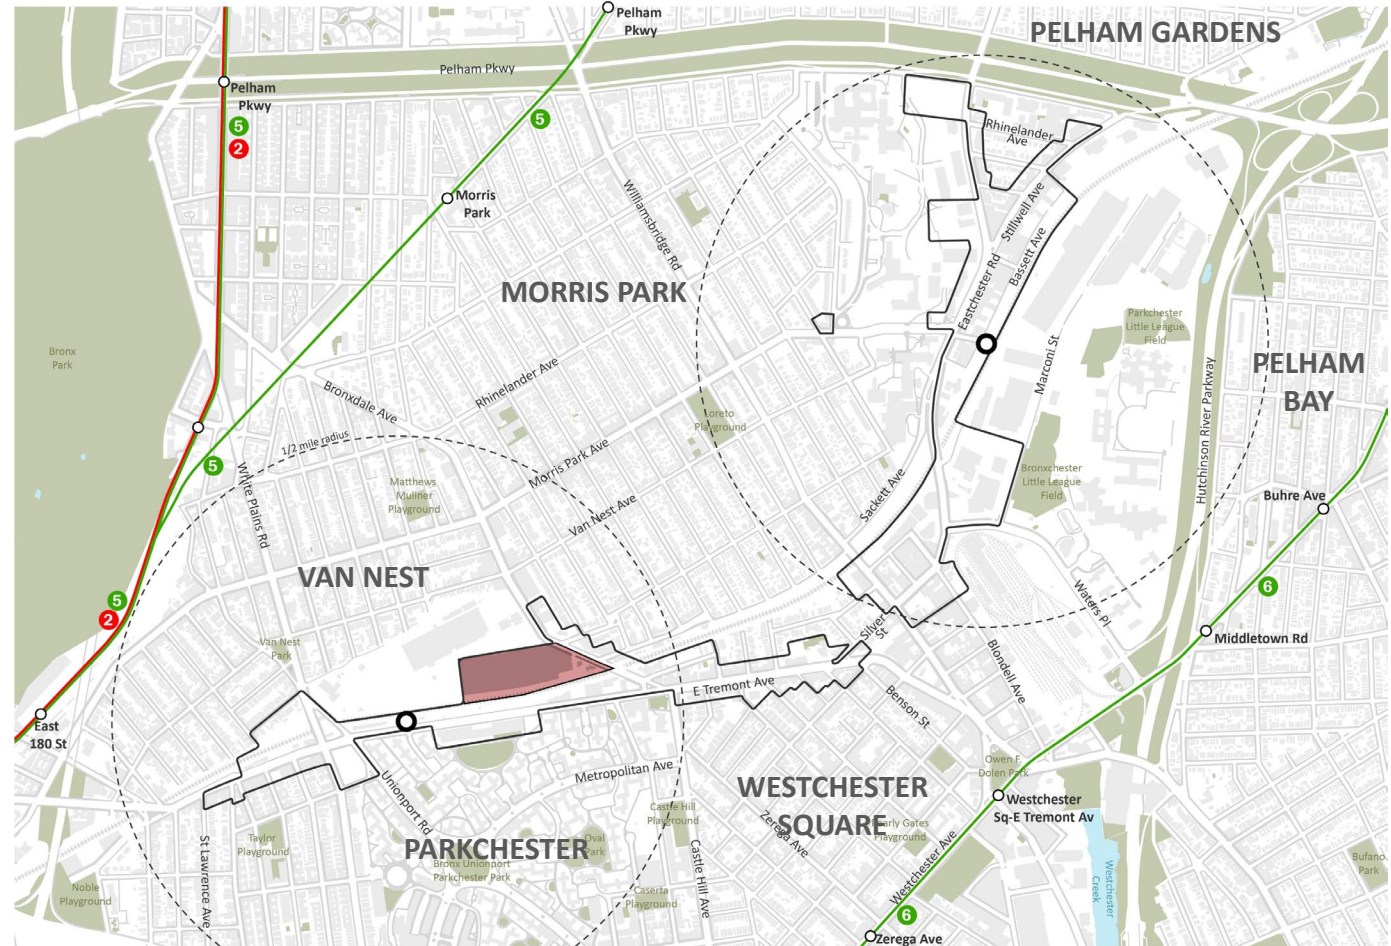 Pelham
Pkwy
PELHAM GARDENS
Pelham Pkwy
Pelham
Pkwy
5
2
5
Rhinelander
Ave
Morris
Park
Williamsbridge Rd
Stillwell Ave
Bassett Ave
Eastchester Rd
MORRIS PARK
Parkchester
Little League
Field
Marconi St
Bronx
Park
PELHAM
BAY
Hutchinson River Parkway
Rhinelander Ave
Bronxdale Ave
Loreto
Playground
1/2 mile radius
5
Morris Park Ave
White Plains Rd
Matthews
Muliner
Playground
Sackett Ave
Bronxchester
Little League
Field
Buhre Ave
Van Nest Ave
VAN NEST
6
5
2
Waters Pl
Silver
St
Middletown Rd
Van Nest
Park
Blondell Ave
E Tremont Ave
Benson St
East
180 St
Metropolitan Ave
Owen F.
Dolen Park
Unionport Rd
WESTCHESTER
SQUARE
Westchester
Sq-E Tremont Av
Castle Hill
Playground
Zerega Ave
Pearly Gates
Playground
St Lawrence Ave
Taylor
Playground
PARKCHESTER
Oval
Park
Bronx Unionport
Parkchester Park
Castle Hill Ave
Westchester Ave
Westchester
Creek
Bufano
Park
Noble
Playground
Caserta
Playground
6
Zerega Ave